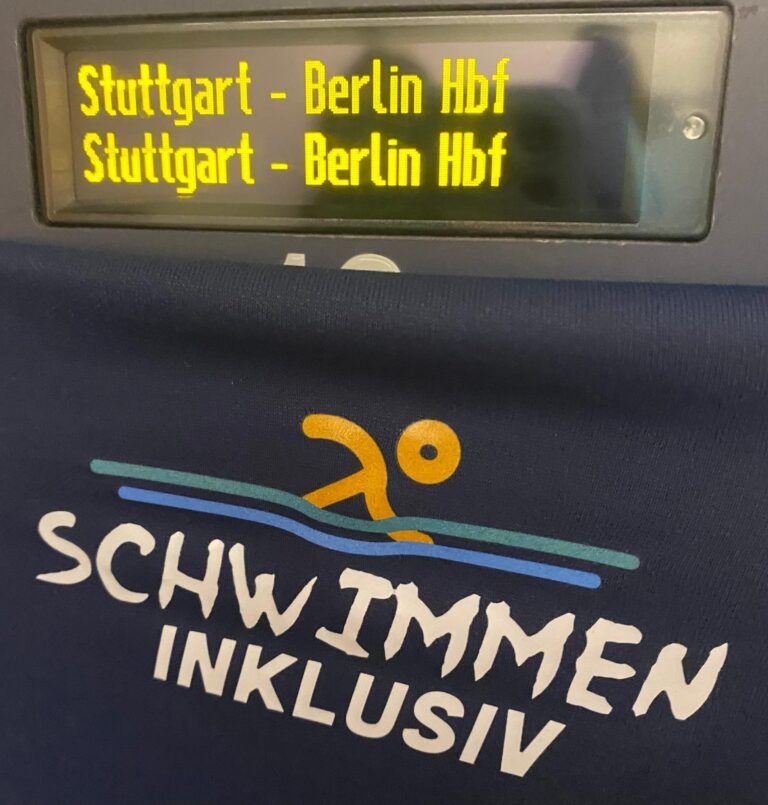 Stuttgart - Berlin Hbf
Stuttgart - Berlin Hbf
SCHWIMMEN
INKLUSIV